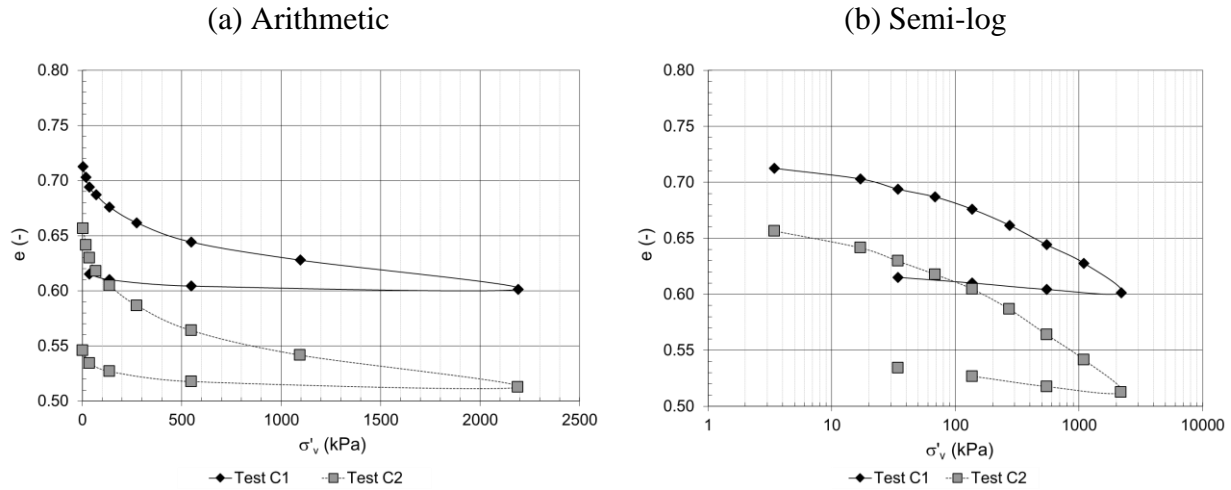 (a) Arithmetic
(b) Semi-log
0.80
0.75
0.70
0.65
0.60
0.55
0.50
e (-)
0 500 1000 1500 2000 2500
σ'v (kPa)
Test C1 Test C2
0.80
0.75
0.70
0.65
0.60
0.55
0.50
e (-)
1 10 100 1000 10000
σ'v (kPa)
Test C1 Test C2